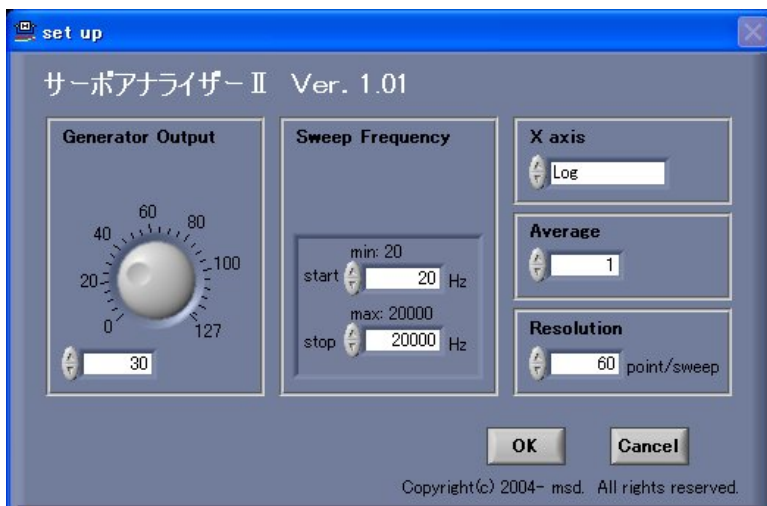 set up
サーボアナライザーⅡ Ver. 1.01
Generator Output
0
20
40
60
80
100
127
30
Sweep Frequency
min: 20
start 20 Hz
max: 20000
stop 20000 Hz
X axis
Log
Average
1
Resolution
60 point/sweep
OK Cancel
Copyright(c) 2004- msd. All rights reserved.